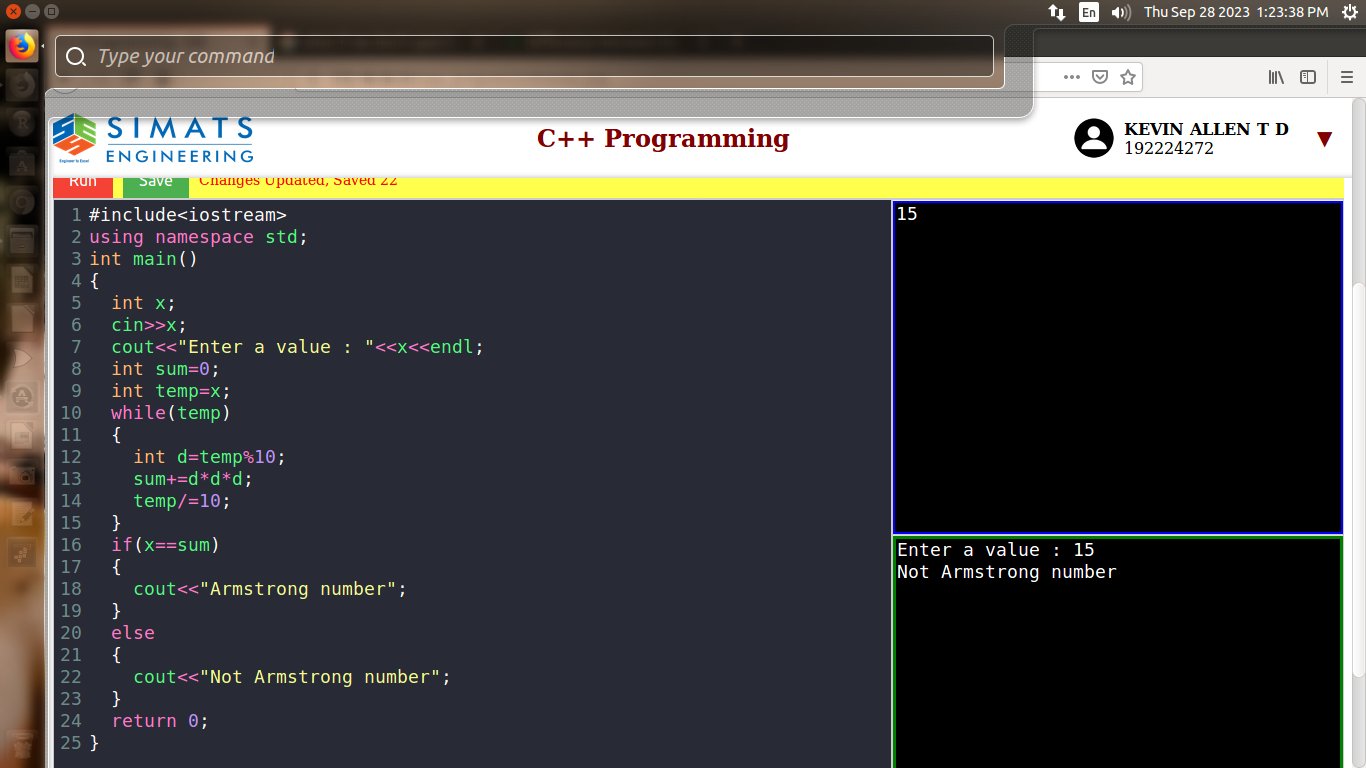 En
Thu Sep 28 2023 1:23:38 PM
Type your command
SIMATS
ENGINEERING
Engineer to Excel
C++ Programming
KEVIN ALLEN T D
192224272
Run
Save
Changes Updated, Saved 22
1 #include<iostream>
2 using namespace std;
3 int main()
4 {
5 int x;
6 cin>>x;
7 cout<<"Enter a value : "<<x<<endl;
8 int sum=0;
9 int temp=x;
10 while(temp)
11 {
12 int d=temp%10;
13 sum+=d*d*d;
14 temp/=10;
15 }
16 if(x==sum)
17 {
18 cout<<"Armstrong number";
19 }
20 else
21 {
22 cout<<"Not Armstrong number";
23 }
24 return 0;
25 }
15
Enter a value : 15
Not Armstrong number